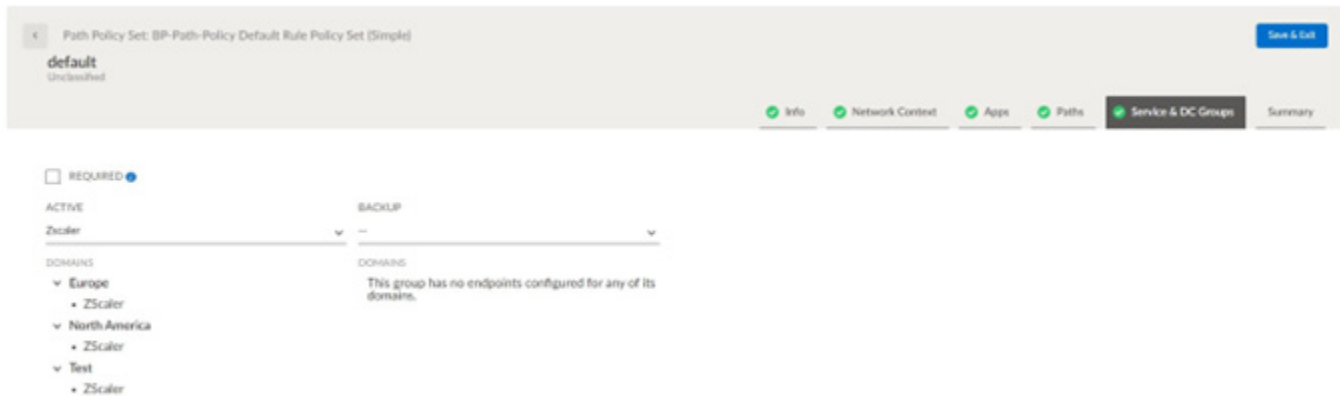 Path Policy Set: BP-Path-Policy Default Rule Policy Set (Simple)
Save & Exit
default
Unclassified
Info
Network Context
Apps
Paths
Service & DC Groups
Summary
REQUIRED
ACTIVE
BACKUP
Zscaler
—
DOMAINS
DOMAINS
Europe
This group has no endpoints configured for any of its
domains.
• ZScaler
North America
• ZScaler
Test
• ZScaler